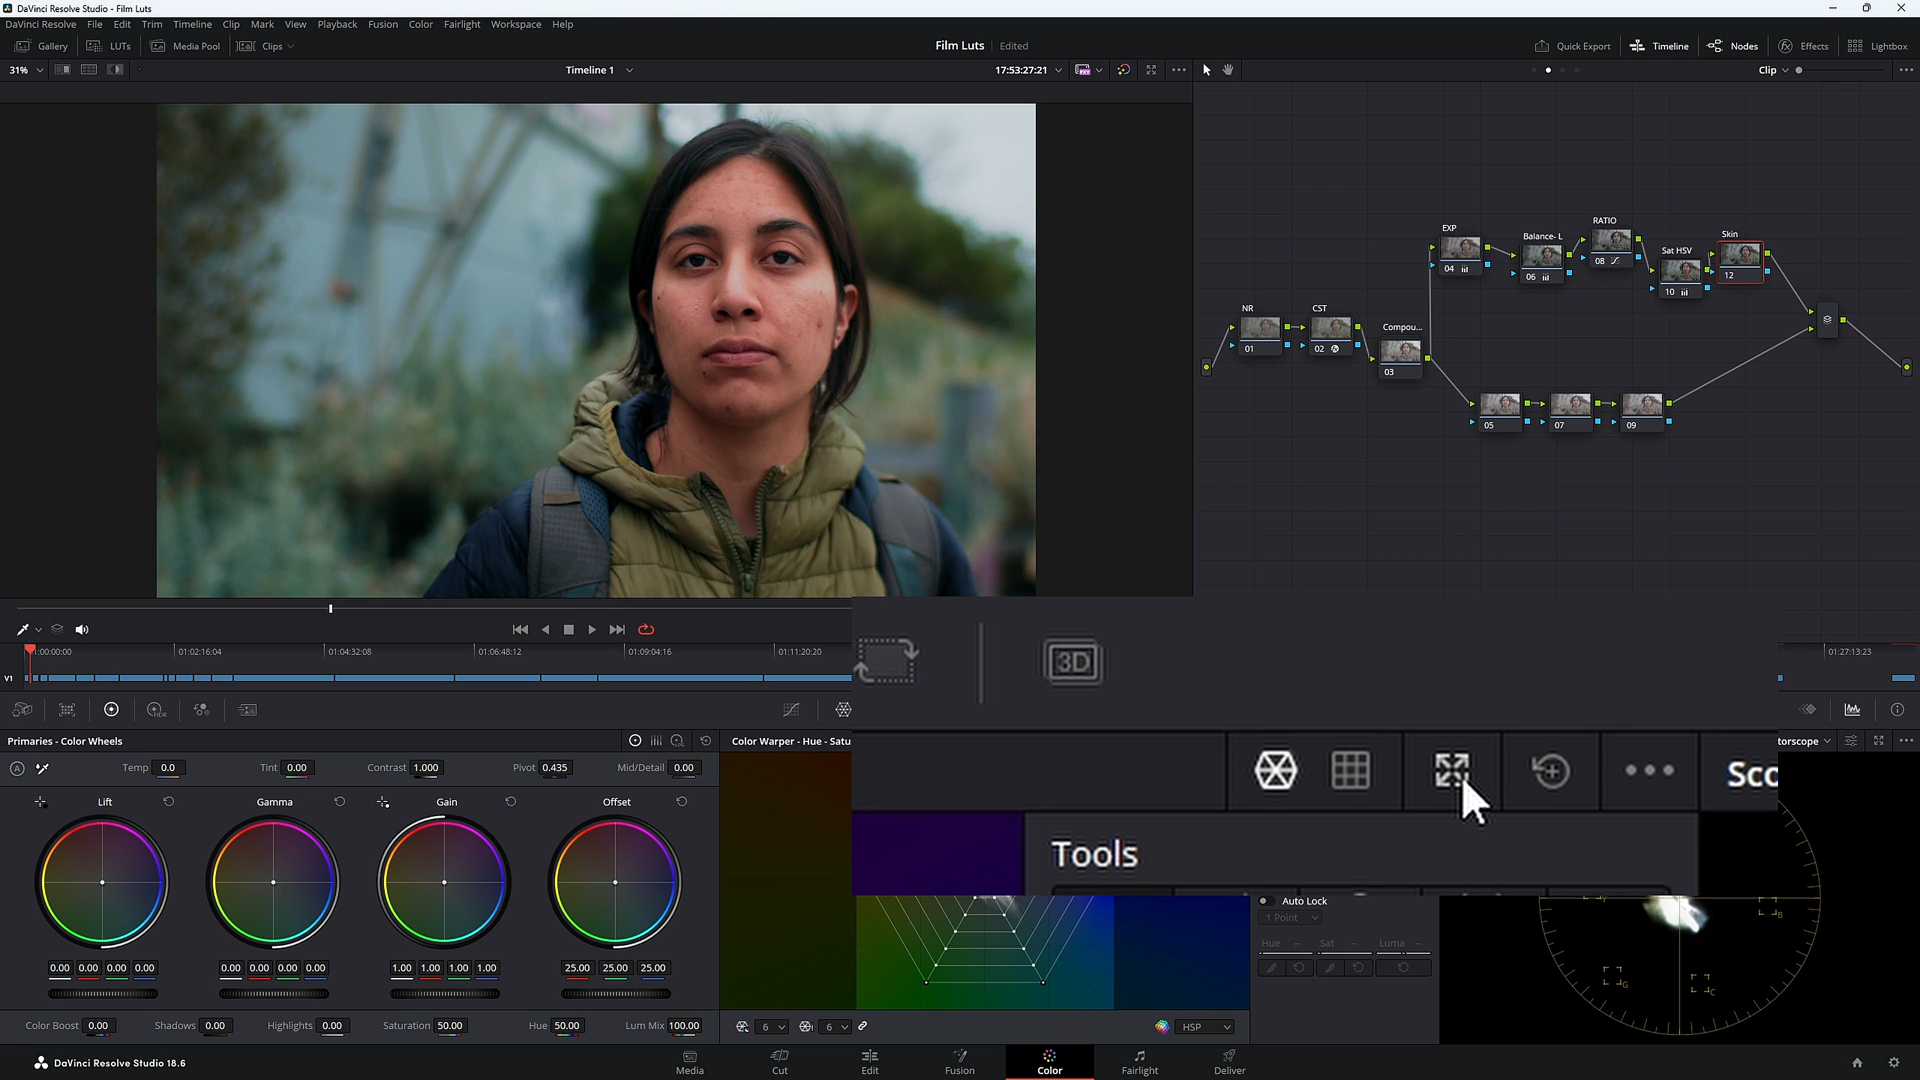 DaVinci Resolve Studio - Film Luts
DaVinci Resolve File Edit Trim Timeline Clip Mark View Playback Fusion Color Fairlight Workspace Help
Gallery LUTs Media Pool Clips Film Luts Edited Quick Export Timeline Nodes Effects Lightbox
31% Timeline 1 17:53:27:21 Clip
RATIO
EXP
Balance- L
Skin
Sat HSV
04
06
08
10
12
NR
CST
Compou...
01
02
03
05
07
09
01:02:16:04 01:04:32:08 01:06:48:12 01:09:04:16 01:11:20:20 01:27:13:23
V1
3D
HDR
Primaries - Color Wheels
Color Warper - Hue - Satu
Sco
torscope
A Temp 0.0 Tint 0.00 Contrast 1.000 Pivot 0.435 Mid/Detail 0.00
Lift Gamma Gain Offset
Tools
Auto Lock
1 Point
Hue -- Sat -- Luma --
B
G
C
0.00 0.00 0.00 0.00 0.00 0.00 0.00 0.00 1.00 1.00 1.00 1.00 25.00 25.00 25.00
Color Boost 0.00 Shadows 0.00 Highlights 0.00 Saturation 50.00 Hue 50.00 Lum Mix 100.00
6 6 HSP
DaVinci Resolve Studio 18.6
Media Cut Edit Fusion Color Fairlight Deliver